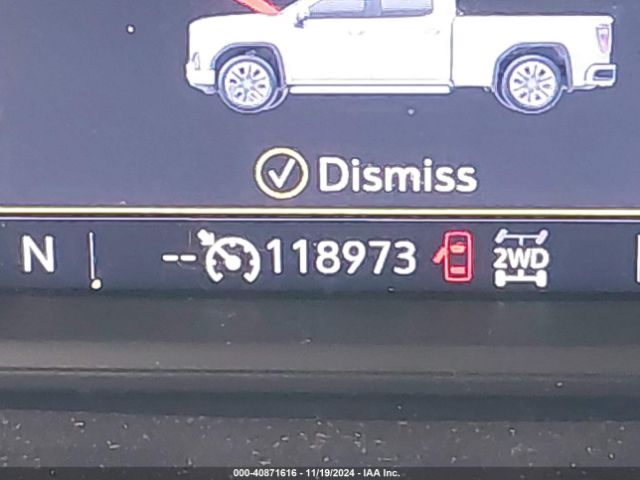 Dismiss
N -- 118973 2WD
000-40871616 - 11/19/2024 - IAA Inc.